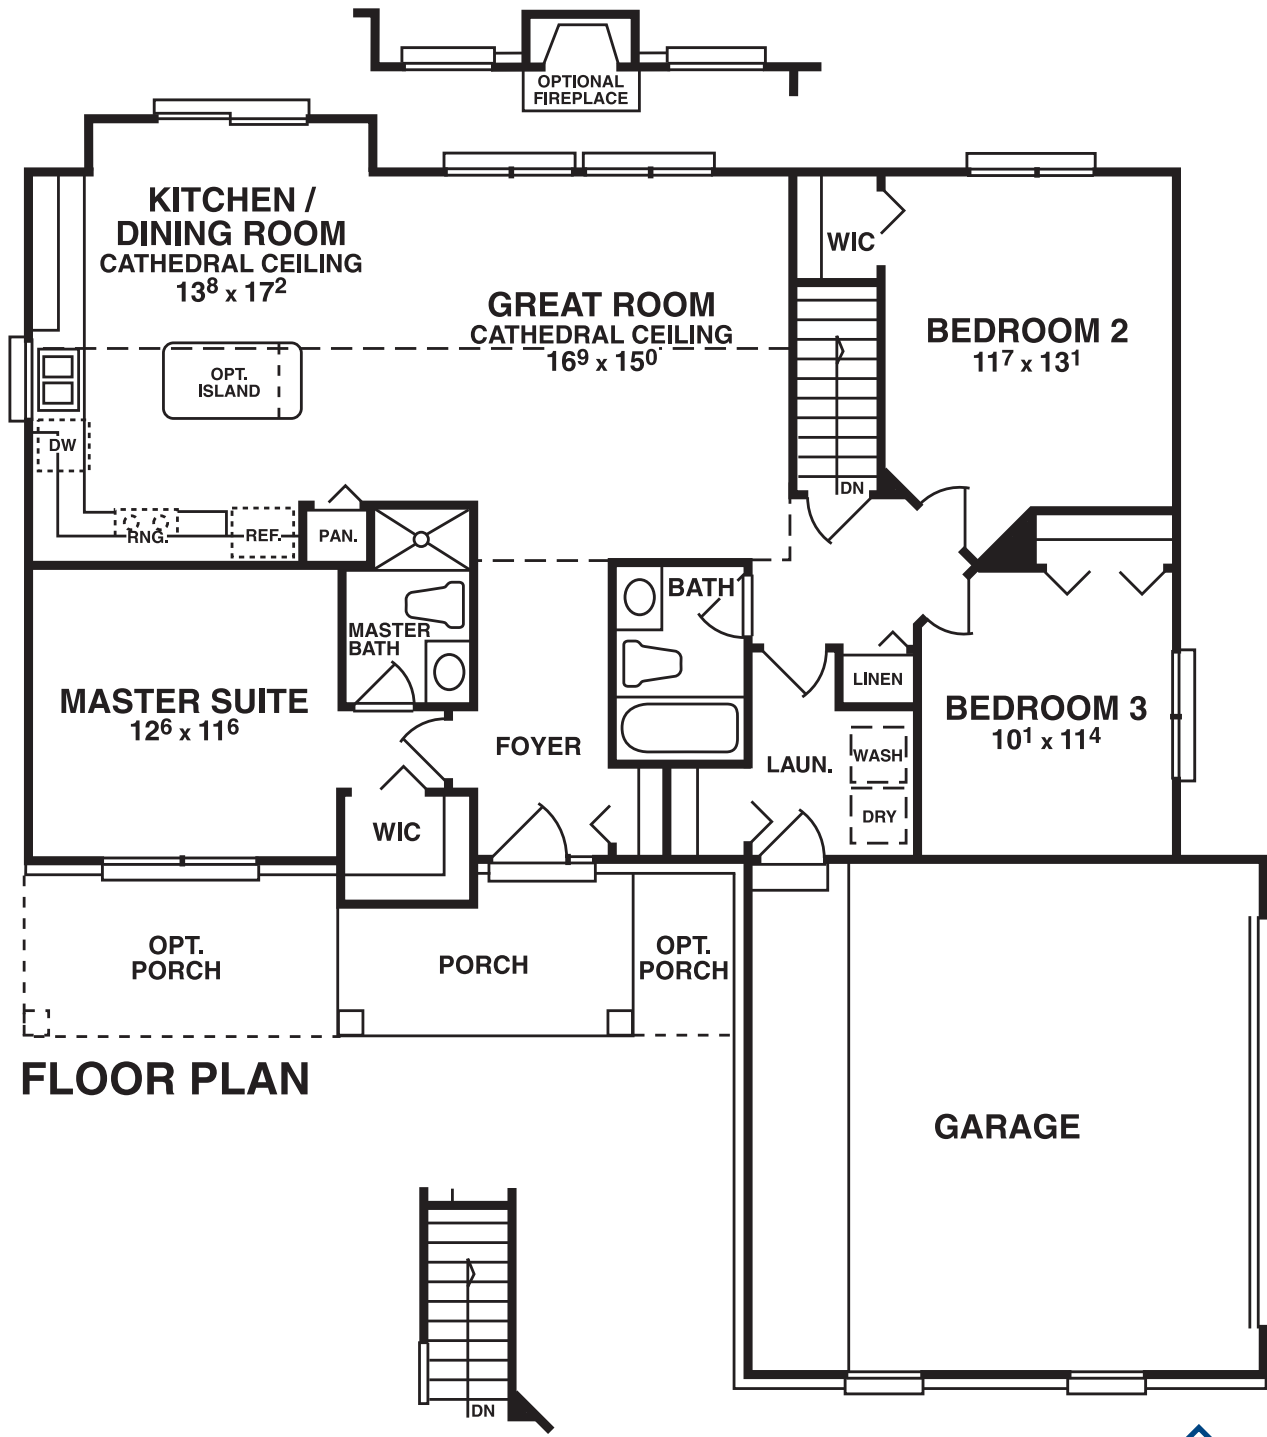 OPTIONAL
FIREPLACE
KITCHEN /
DINING ROOM
CATHEDRAL CEILING
13⁸ x 17²
GREAT ROOM
CATHEDRAL CEILING
16⁹ x 15⁰
WIC
BEDROOM 2
11⁷ x 13¹
OPT.
ISLAND
DW
DN
RNG.
REF.
PAN.
BATH
MASTER
BATH
MASTER SUITE
12⁶ x 11⁶
LINEN
BEDROOM 3
10¹ x 11⁴
FOYER
LAUN.
WASH
DRY
WIC
OPT.
PORCH
PORCH
OPT.
PORCH
FLOOR PLAN
GARAGE
DN